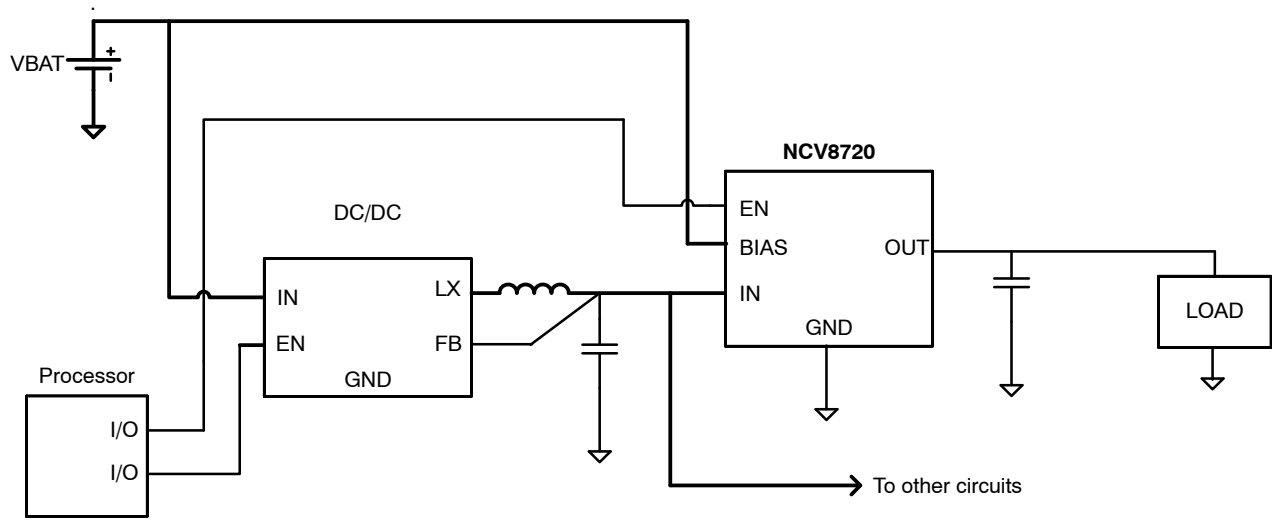 VBAT
+
NCV8720
EN
BIAS
OUT
IN
GND
LOAD
DC/DC
LX
IN
FB
EN
GND
Processor
I/O
I/O
To other circuits